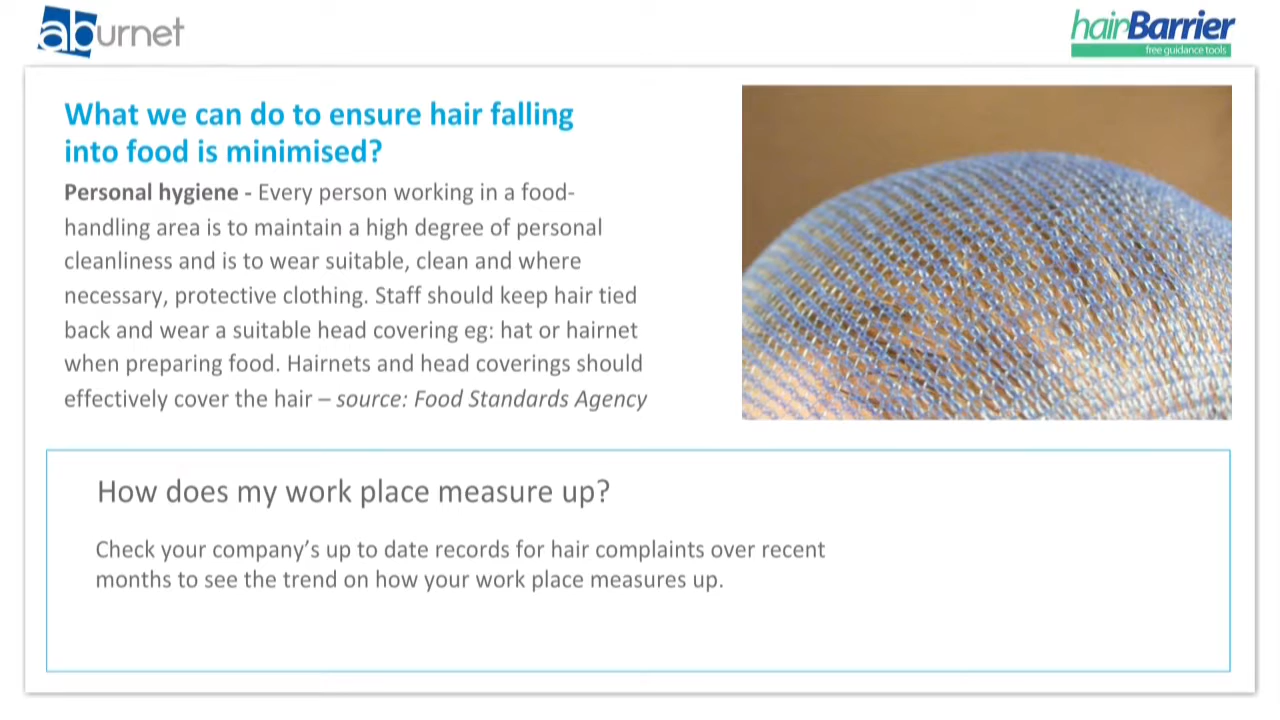 aburnet
hairBarrier
free guidance tools
What we can do to ensure hair falling
into food is minimised?
Personal hygiene - Every person working in a food-
handling area is to maintain a high degree of personal
cleanliness and is to wear suitable, clean and where
necessary, protective clothing. Staff should keep hair tied
back and wear a suitable head covering eg: hat or hairnet
when preparing food. Hairnets and head coverings should
effectively cover the hair – source: Food Standards Agency
How does my work place measure up?
Check your company’s up to date records for hair complaints over recent
months to see the trend on how your work place measures up.